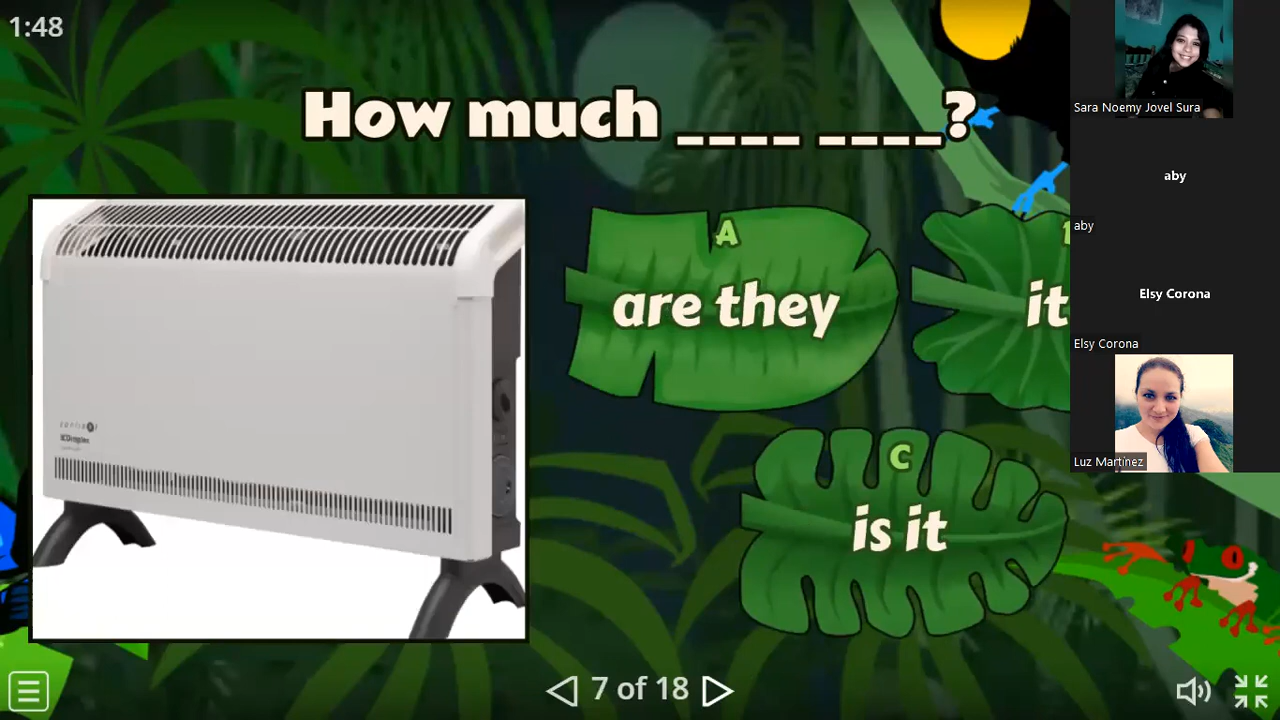 1:48
How much ____ ____?
A
are they
it
C
is it
7 of 18
Sara Noemy Jovel Sura
aby
aby
Elsy Corona
Elsy Corona
Luz Martínez